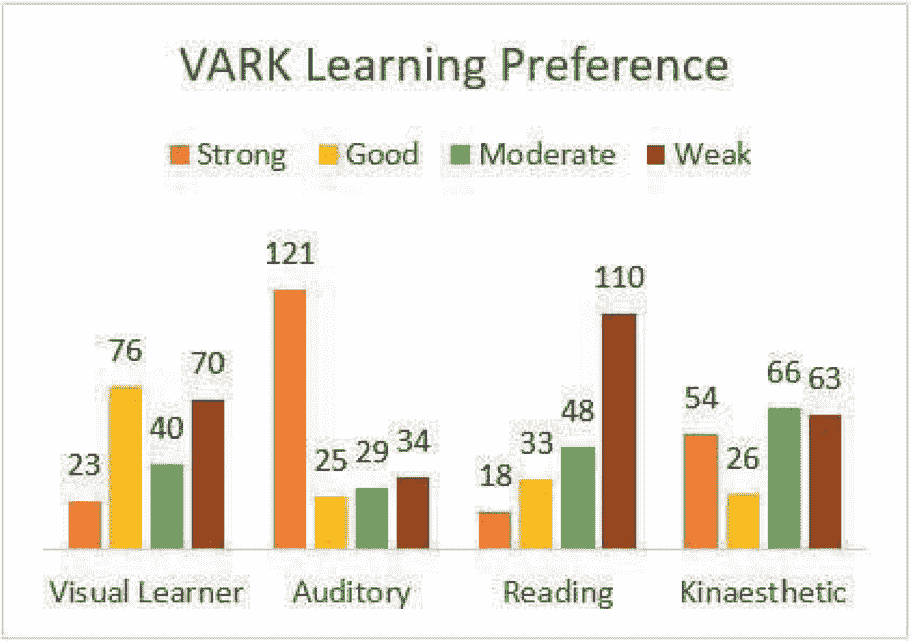 VARK Learning Preference
Strong Good Moderate Weak
23 76 40 70
121 25 29 34
18 33 48 110
54 26 66 63
Visual Learner Auditory Reading Kinaesthetic